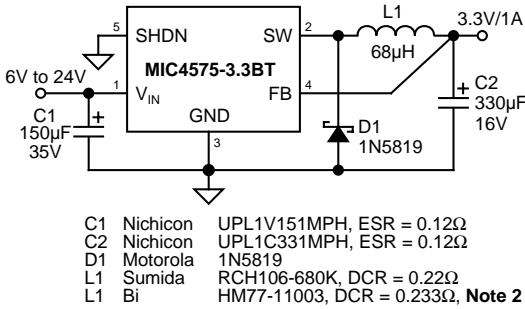 L1
3.3V/1A
5
SHDN
SW
2
68µH
MIC4575-3.3BT
6V to 24V
1
VIN
FB
4
C1
150µF
35V
GND
3
D1
1N5819
C2
330µF
16V
C1 Nichicon UPL1V151MPH, ESR = 0.12Ω
C2 Nichicon UPL1C331MPH, ESR = 0.12Ω
D1 Motorola 1N5819
L1 Sumida RCH106-680K, DCR = 0.22Ω
L1 Bi HM77-11003, DCR = 0.233Ω, Note 2